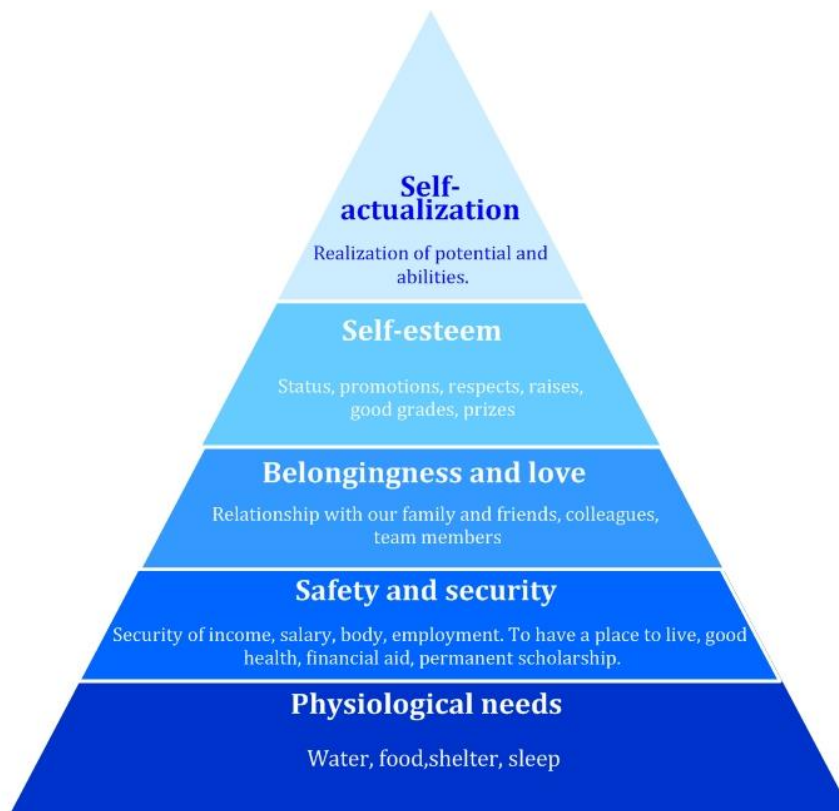 Self-
actualization
Realization of potential and
abilities.
Self-esteem
Status, promotions, respects, raises,
good grades, prizes
Belongingness and love
Relationship with our family and friends, colleagues,
team members
Safety and security
Security of income, salary, body, employment. To have a place to live, good
health, financial aid, permanent scholarship.
Physiological needs
Water, food,shelter, sleep